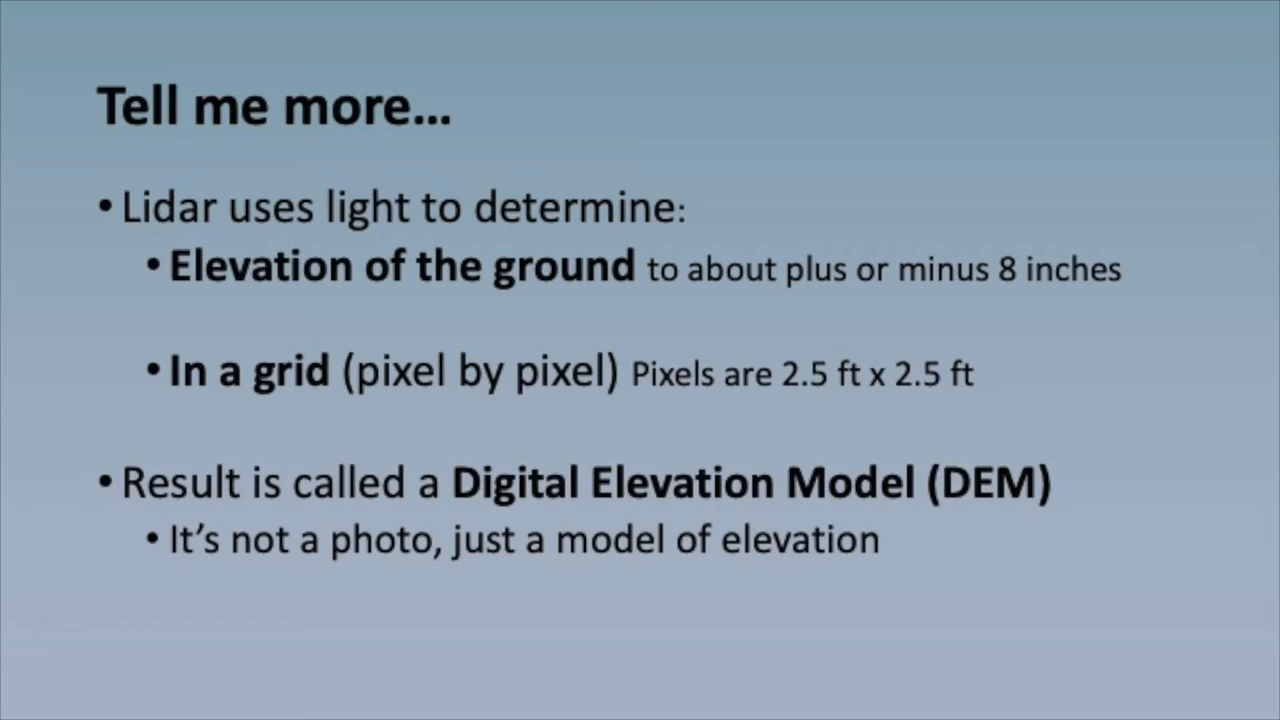 Tell me more...
• Lidar uses light to determine:
• Elevation of the ground to about plus or minus 8 inches
• In a grid (pixel by pixel) Pixels are 2.5 ft x 2.5 ft
• Result is called a Digital Elevation Model (DEM)
• It’s not a photo, just a model of elevation